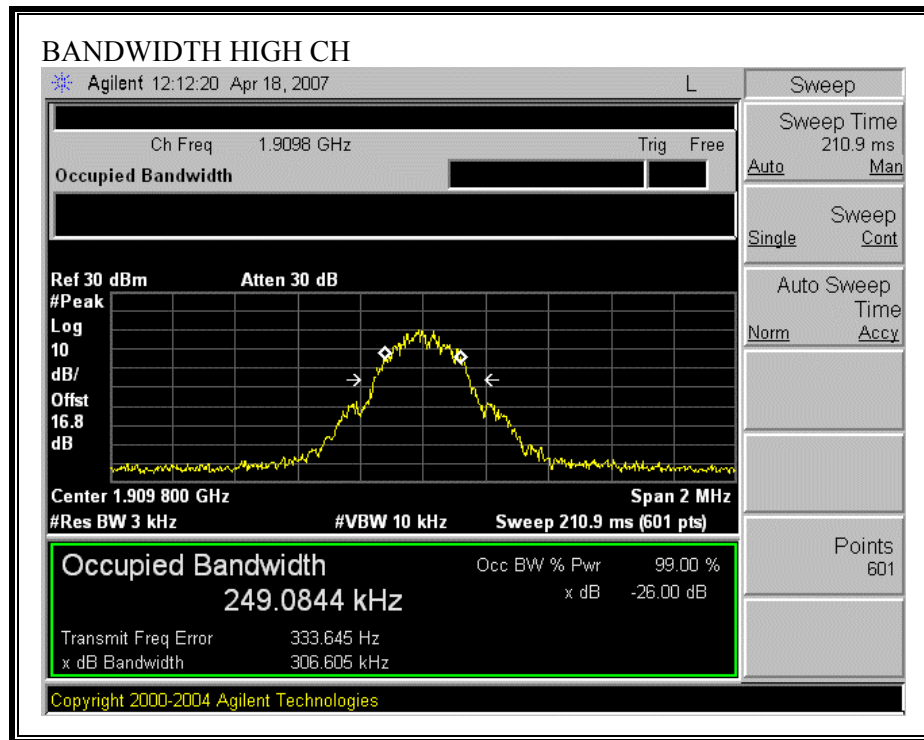 BANDWIDTH HIGH CH
Agilent 12:12:20 Apr 18, 2007 L
Ch Freq 1.9098 GHz Trig Free
Occupied Bandwidth
Ref 30 dBm Atten 30 dB
#Peak
Log
10
dB/
Offst
16.8
dB
Center 1.909 800 GHz Span 2 MHz
#Res BW 3 kHz #VBW 10 kHz Sweep 210.9 ms (601 pts)
Occupied Bandwidth
249.0844 kHz
Occ BW % Pwr 99.00 %
x dB -26.00 dB
Transmit Freq Error 333.645 Hz
x dB Bandwidth 306.605 kHz
Copyright 2000-2004 Agilent Technologies
Sweep
Sweep Time
210.9 ms
Auto Man
Sweep
Single Cont
Auto Sweep
Time
Norm Accy
Points
601